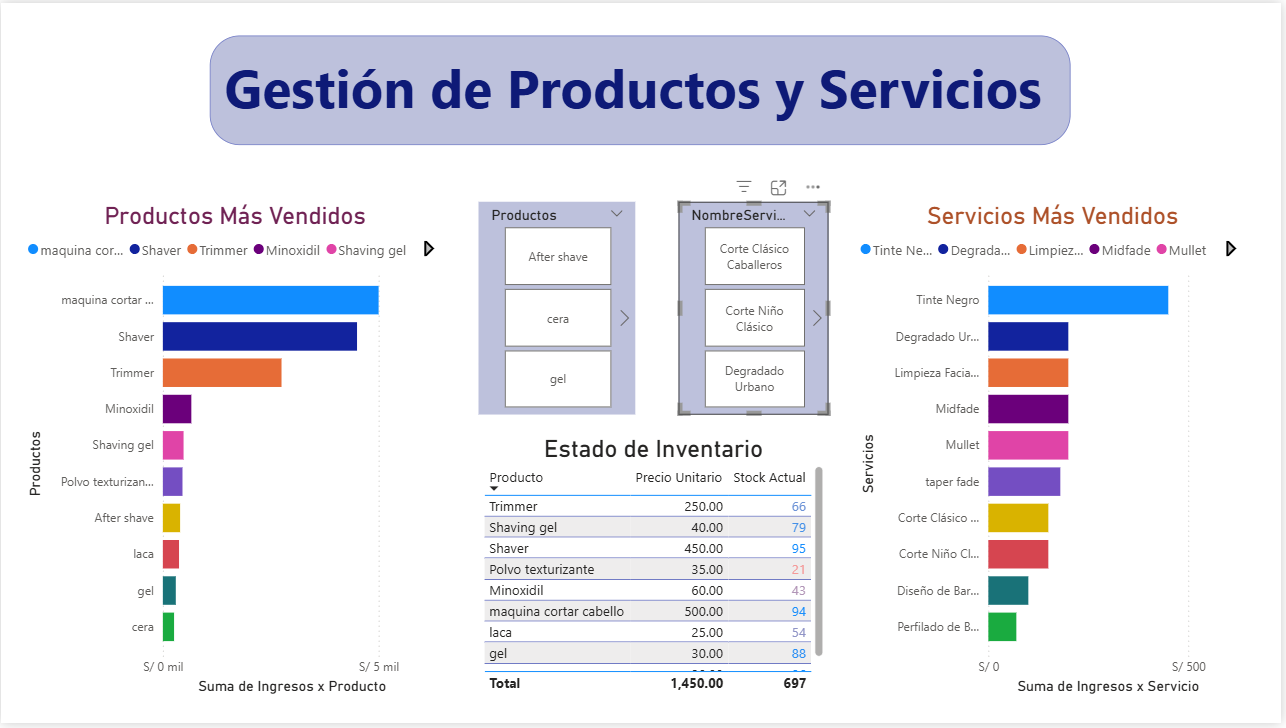 Gestión de Productos y Servicios
Productos Más Vendidos
maquina cor... Shaver Trimmer Minoxidil Shaving gel
Productos
maquina cortar ...
Shaver
Trimmer
Minoxidil
Shaving gel
Polvo texturizan...
After shave
laca
gel
cera
S/ 0 mil S/ 5 mil
Suma de Ingresos x Producto
Productos
After shave
cera
gel
NombreServi...
Corte Clásico
Caballeros
Corte Niño
Clásico
Degradado
Urbano
Estado de Inventario
Producto Precio Unitario Stock Actual
Trimmer 250.00 66
Shaving gel 40.00 79
Shaver 450.00 95
Polvo texturizante 35.00 21
Minoxidil 60.00 43
maquina cortar cabello 500.00 94
laca 25.00 54
gel 30.00 88
Total 1,450.00 697
Servicios Más Vendidos
Tinte Ne... Degrada... Limpiez... Midfade Mullet
Servicios
Tinte Negro
Degradado Ur...
Limpieza Facia...
Midfade
Mullet
taper fade
Corte Clásico ...
Corte Niño Cl...
Diseño de Bar...
Perfilado de B...
S/ 0 S/ 500
Suma de Ingresos x Servicio